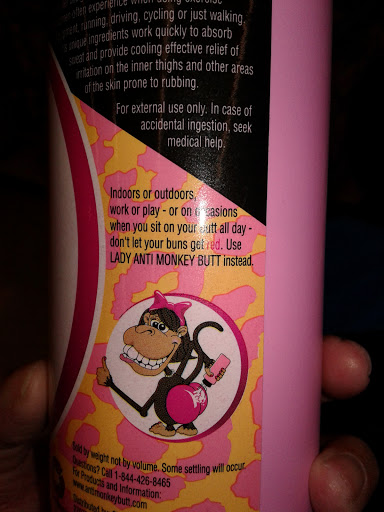 men often experience when doing exercise
running, driving, cycling or just walking.
unique ingredients work quickly to absorb
sweat and provide cooling effective relief of
irritation on the inner thighs and other areas
of the skin prone to rubbing.
For external use only. In case of
accidental ingestion, seek
medical help.
Indoors or outdoors,
work or play - or on occasions
when you sit on your butt all day -
don't let your buns get red. Use
LADY ANTI MONKEY BUTT instead.
Sold by weight not by volume. Some settling will occur.
Questions? Call 1-844-426-8465
For Products and Information:
www.antimonkeybutt.com
Distributed